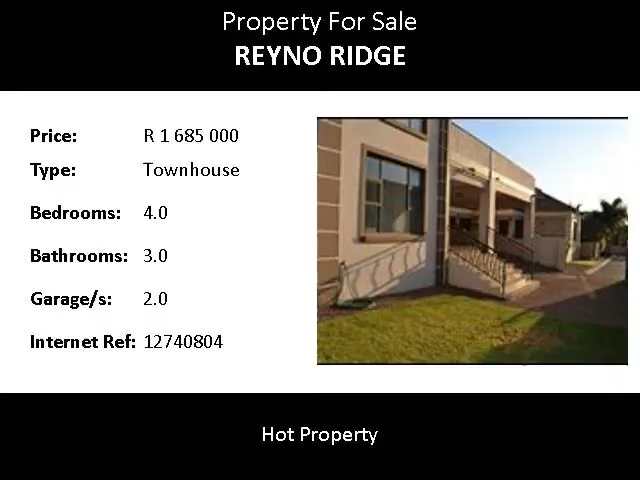 Property For Sale
REYNO RIDGE
Price: R 1 685 000
Type: Townhouse
Bedrooms: 4.0
Bathrooms: 3.0
Garage/s: 2.0
Internet Ref: 12740804
Hot Property